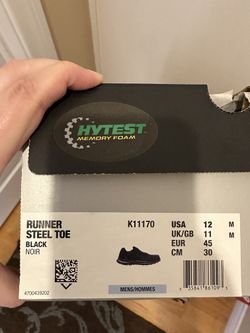 HYTEST
MEMORY FOAM
RUNNER
STEEL TOE
BLACK
NOIR
K11170
USA 12 M
UK/GB 11 M
EUR 45
CM 30
MENS/HOMMES
4700439202